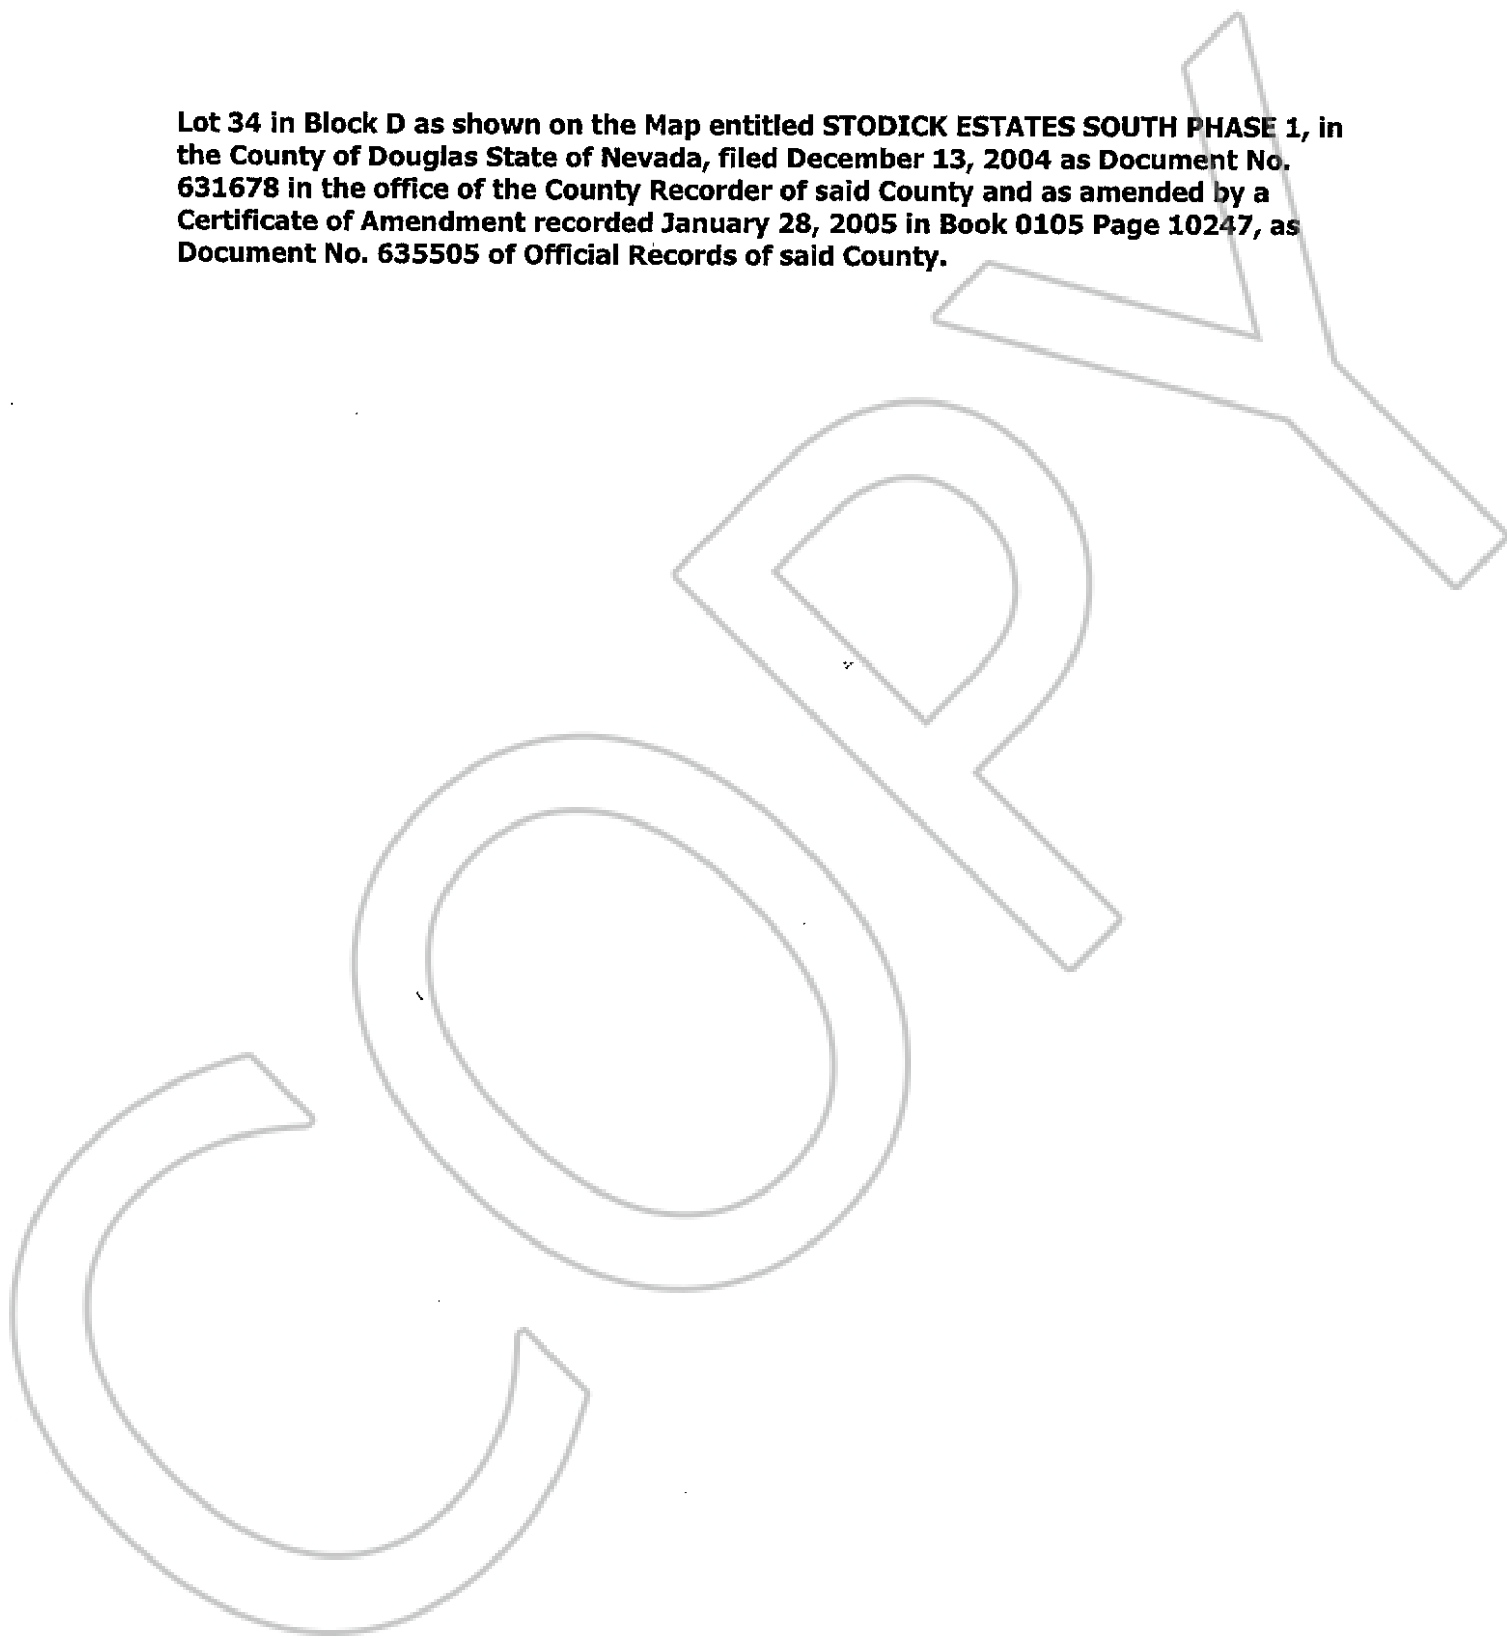 Lot 34 in Block D as shown on the Map entitled STODICK ESTATES SOUTH PHASE 1, in
the County of Douglas State of Nevada, filed December 13, 2004 as Document No.
631678 in the office of the County Recorder of said County and as amended by a
Certificate of Amendment recorded January 28, 2005 in Book 0105 Page 10247, as
Document No. 635505 of Official Records of said County.
COPY